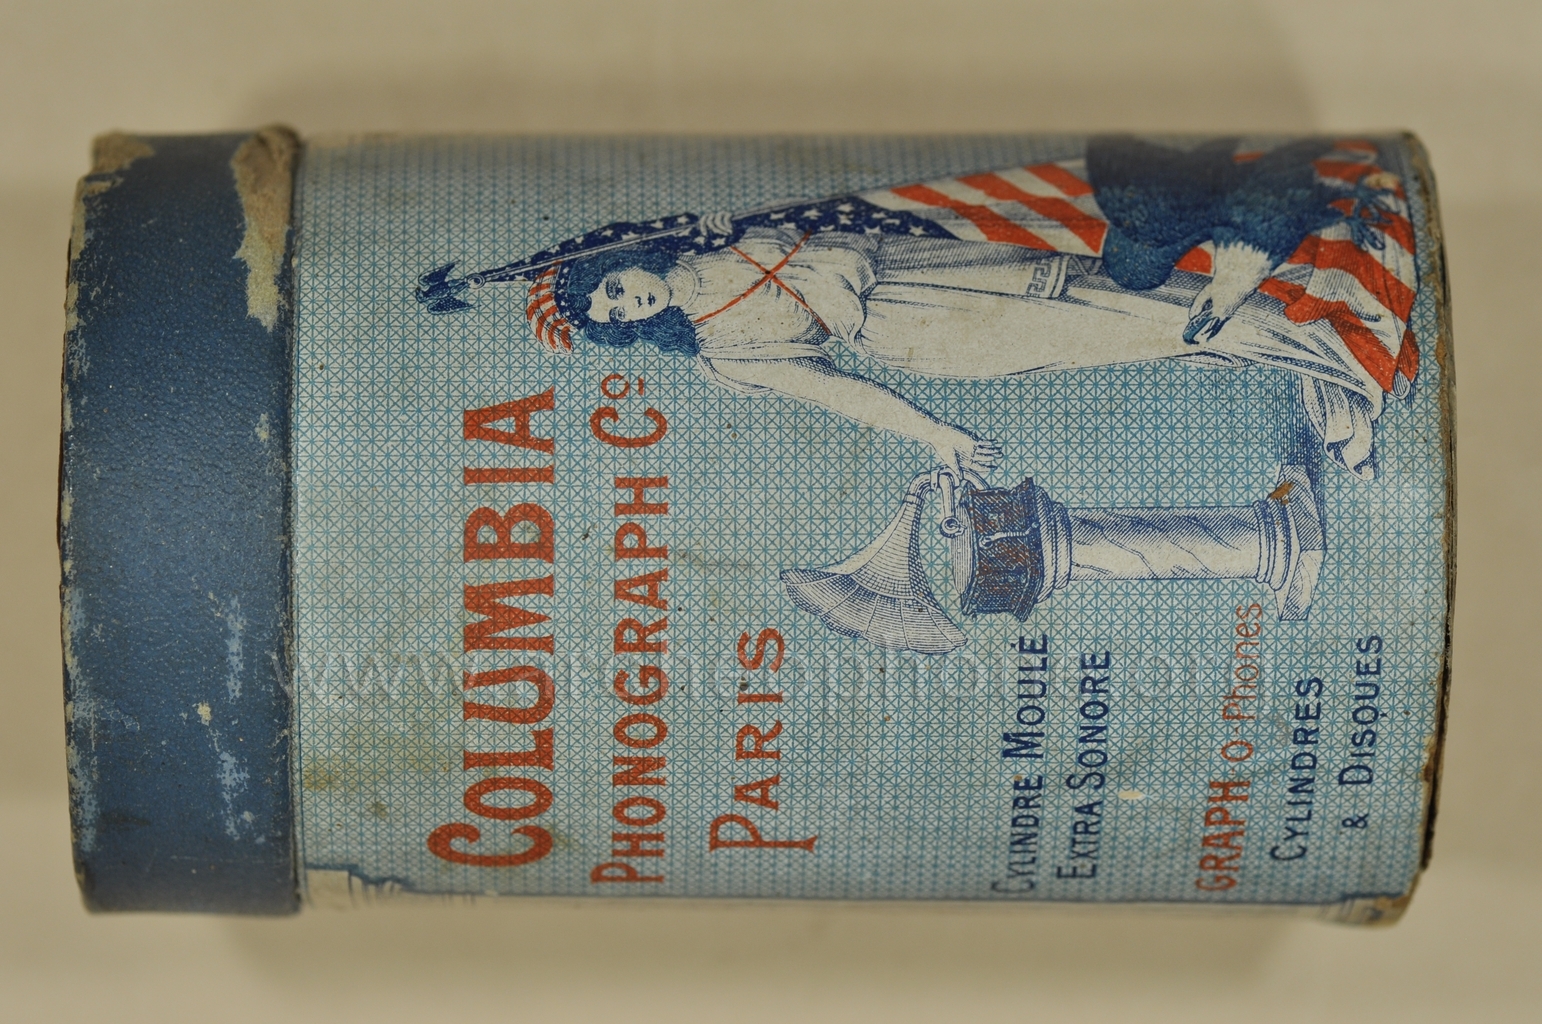 COLUMBIA
PHONOGRAPH Cº
PARIS
CYLINDRE MOULÉ
EXTRA SONORE
GRAPH-O-Phones
CYLINDRES
& DISQUES